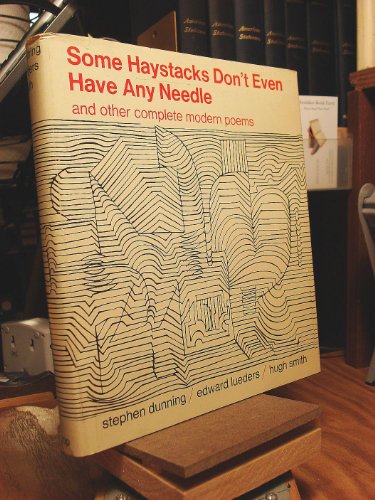 Some Haystacks Don't Even
Have Any Needle
and other complete modern poems
stephen dunning / edward lueders / hugh smith